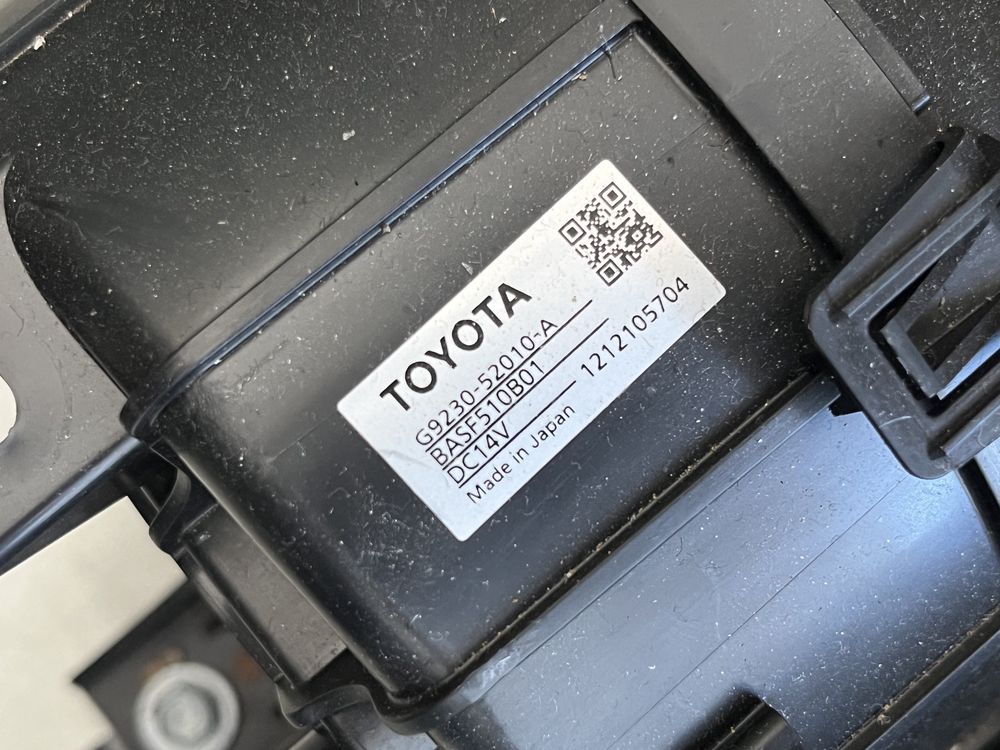 TOYOTA
G9230-52010-A
BASF510B01
DC14V 1212105704
Made in Japan